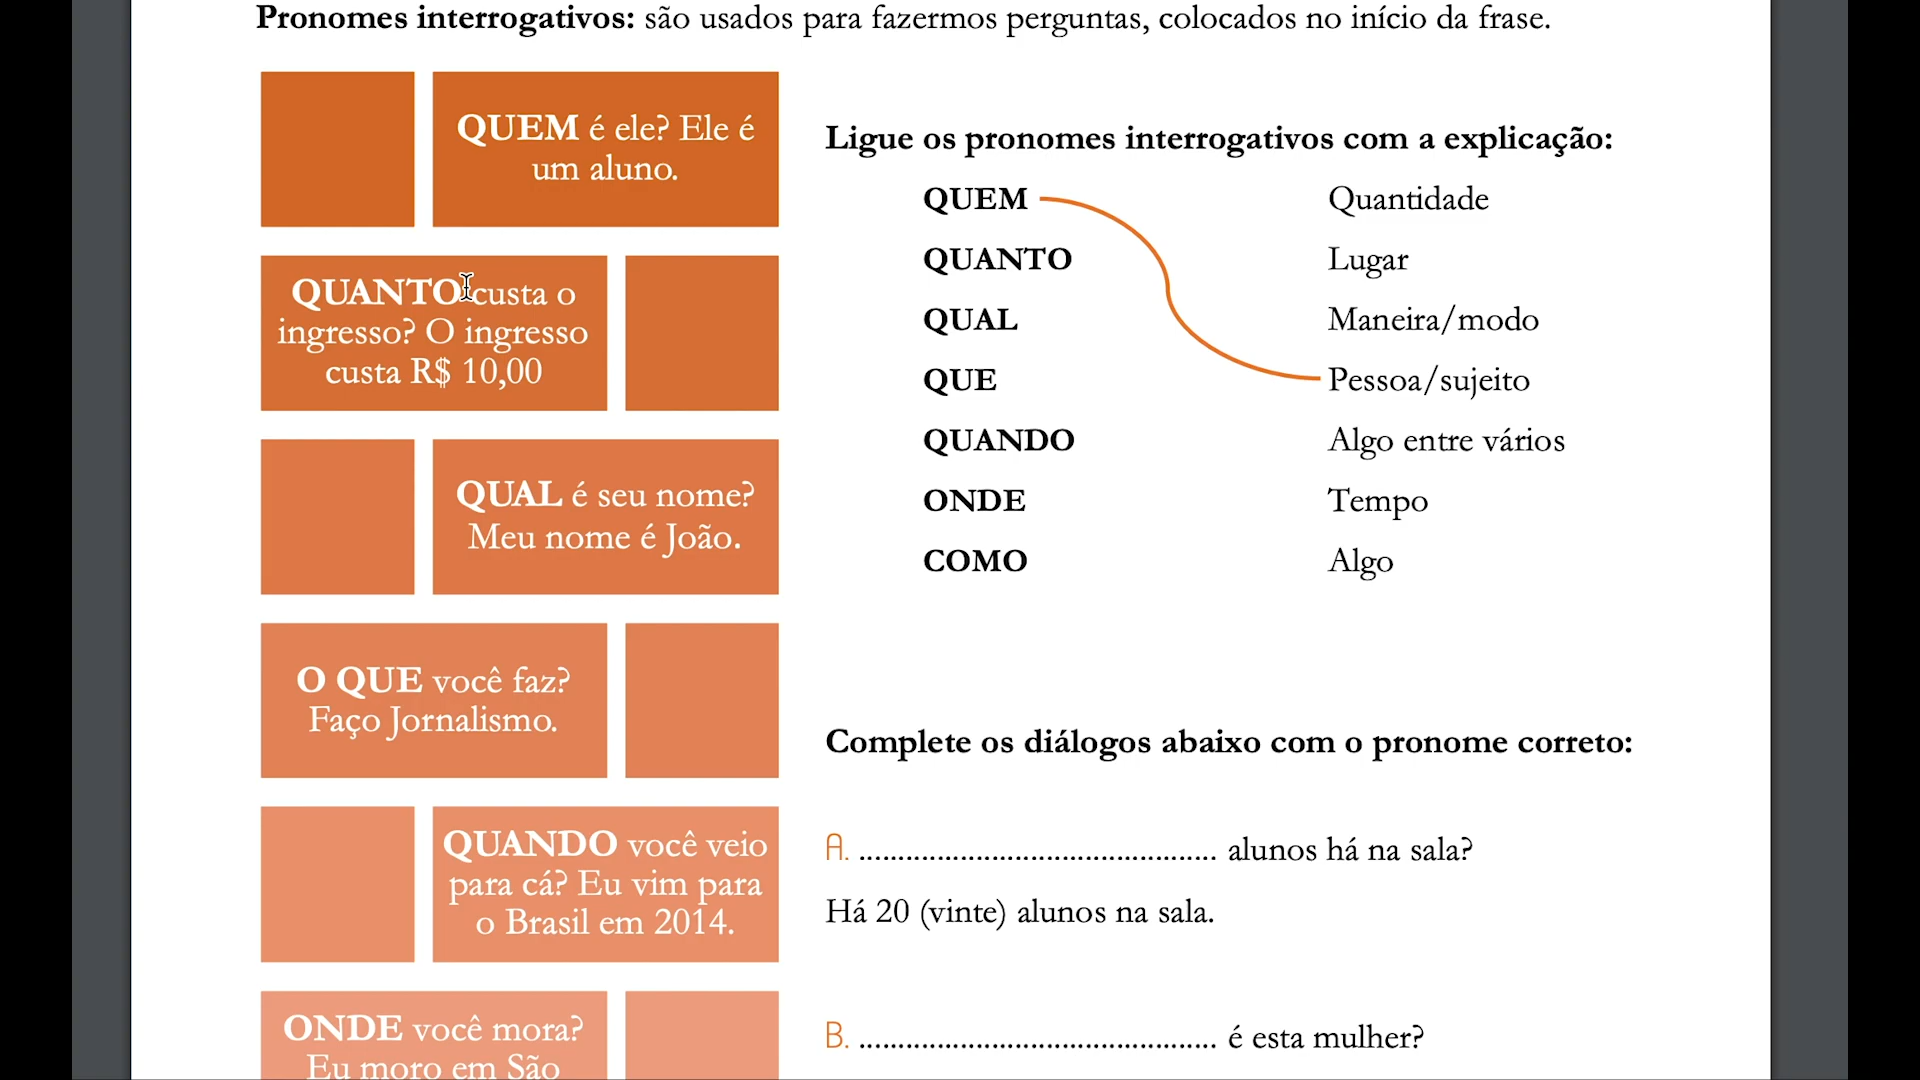 Pronomes interrogativos: são usados para fazermos perguntas, colocados no início da frase.
QUEM é ele? Ele é
um aluno.
QUANTO custa o
ingresso? O ingresso
custa R$ 10,00
QUAL é seu nome?
Meu nome é João.
O QUE você faz?
Faço Jornalismo.
QUANDO você veio
para cá? Eu vim para
o Brasil em 2014.
ONDE você mora?
Eu moro em São
Ligue os pronomes interrogativos com a explicação:
QUEM Quantidade
QUANTO Lugar
QUAL Maneira/modo
QUE Pessoa/sujeito
QUANDO Algo entre vários
ONDE Tempo
COMO Algo
Complete os diálogos abaixo com o pronome correto:
A. .............................................. alunos há na sala?
Há 20 (vinte) alunos na sala.
B. .............................................. é esta mulher?